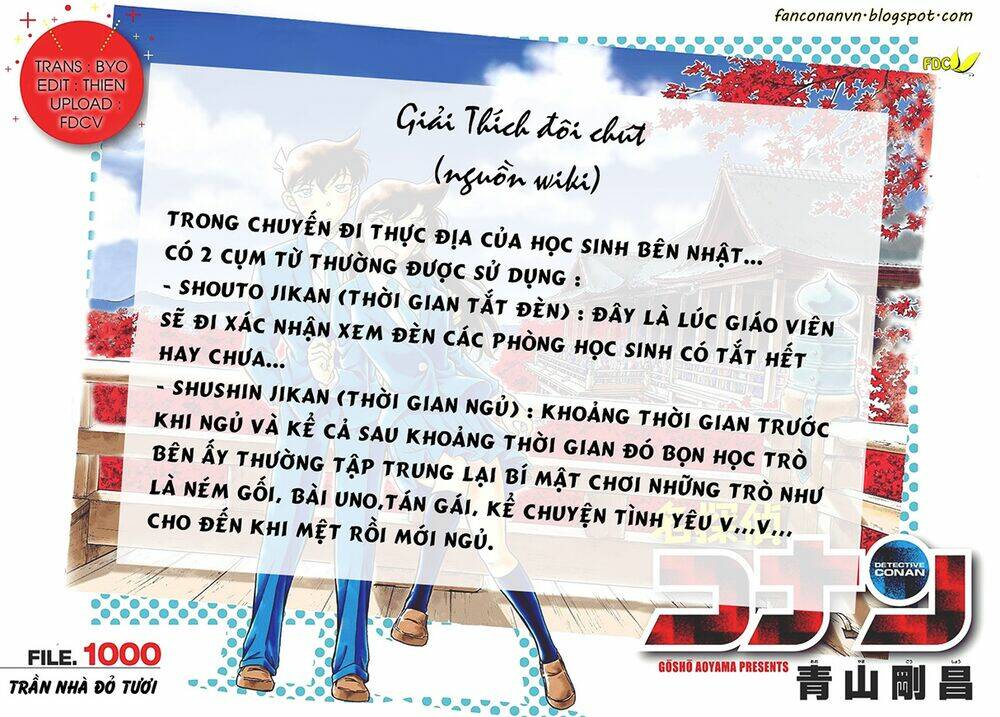 fanconanvn.blogspot.com
TRANS : BYO
EDIT : THIEN
UPLOAD :
FDCV
FDC
Giải Thích đôi chút
(nguồn wiki)
TRONG CHUYẾN ĐI THỰC ĐỊA CỦA HỌC SINH BÊN NHẬT...
CÓ 2 CỤM TỪ THƯỜNG ĐƯỢC SỬ DỤNG :
- SHOUTO JIKAN (THỜI GIAN TẮT ĐÈN) : ĐÂY LÀ LÚC GIÁO VIÊN
SẼ ĐI XÁC NHẬN XEM ĐÈN CÁC PHÒNG HỌC SINH CÓ TẮT HẾT
HAY CHƯA...
- SHUSHIN JIKAN (THỜI GIAN NGỦ) : KHOẢNG THỜI GIAN TRƯỚC
KHI NGỦ VÀ KỂ CẢ SAU KHOẢNG THỜI GIAN ĐÓ BỌN HỌC TRÒ
BÊN ẤY THƯỜNG TẬP TRUNG LẠI BÍ MẬT CHƠI NHỮNG TRÒ NHƯ
LÀ NÉM GỐI, BÀI UNO,TÁN GÁI, KỂ CHUYỆN TÌNH YÊU V,,,V,,,
CHO ĐẾN KHI MỆT RỒI MỚI NGỦ.
名探偵
コナン
DETECTIVE
CONAN
GŌSHŌ AOYAMA PRESENTS
青山剛昌
FILE. 1000
TRẦN NHÀ ĐỎ TƯƠI